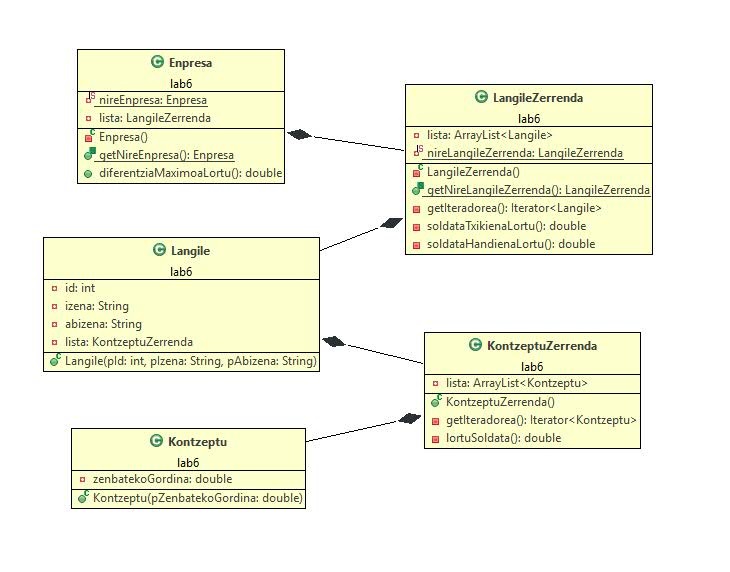 Enpresa
lab6
nireEnpresa: Enpresa
lista: LangileZerrenda
Enpresa()
getNireEnpresa(): Enpresa
diferentziaMaximoaLortu(): double
LangileZerrenda
lab6
lista: ArrayList<Langile>
nireLangileZerrenda: LangileZerrenda
LangileZerrenda()
getNireLangileZerrenda(): LangileZerrenda
getIteradorea(): Iterator<Langile>
soldataTxikienaLortu(): double
soldataHandienaLortu(): double
Langile
lab6
id: int
izena: String
abizena: String
lista: KontzeptuZerrenda
Langile(pId: int, pIzena: String, pAbizena: String)
KontzeptuZerrenda
lab6
lista: ArrayList<Kontzeptu>
KontzeptuZerrenda()
getIteradorea(): Iterator<Kontzeptu>
lortuSoldata(): double
Kontzeptu
lab6
zenbatekoGordina: double
Kontzeptu(pZenbatekoGordina: double)